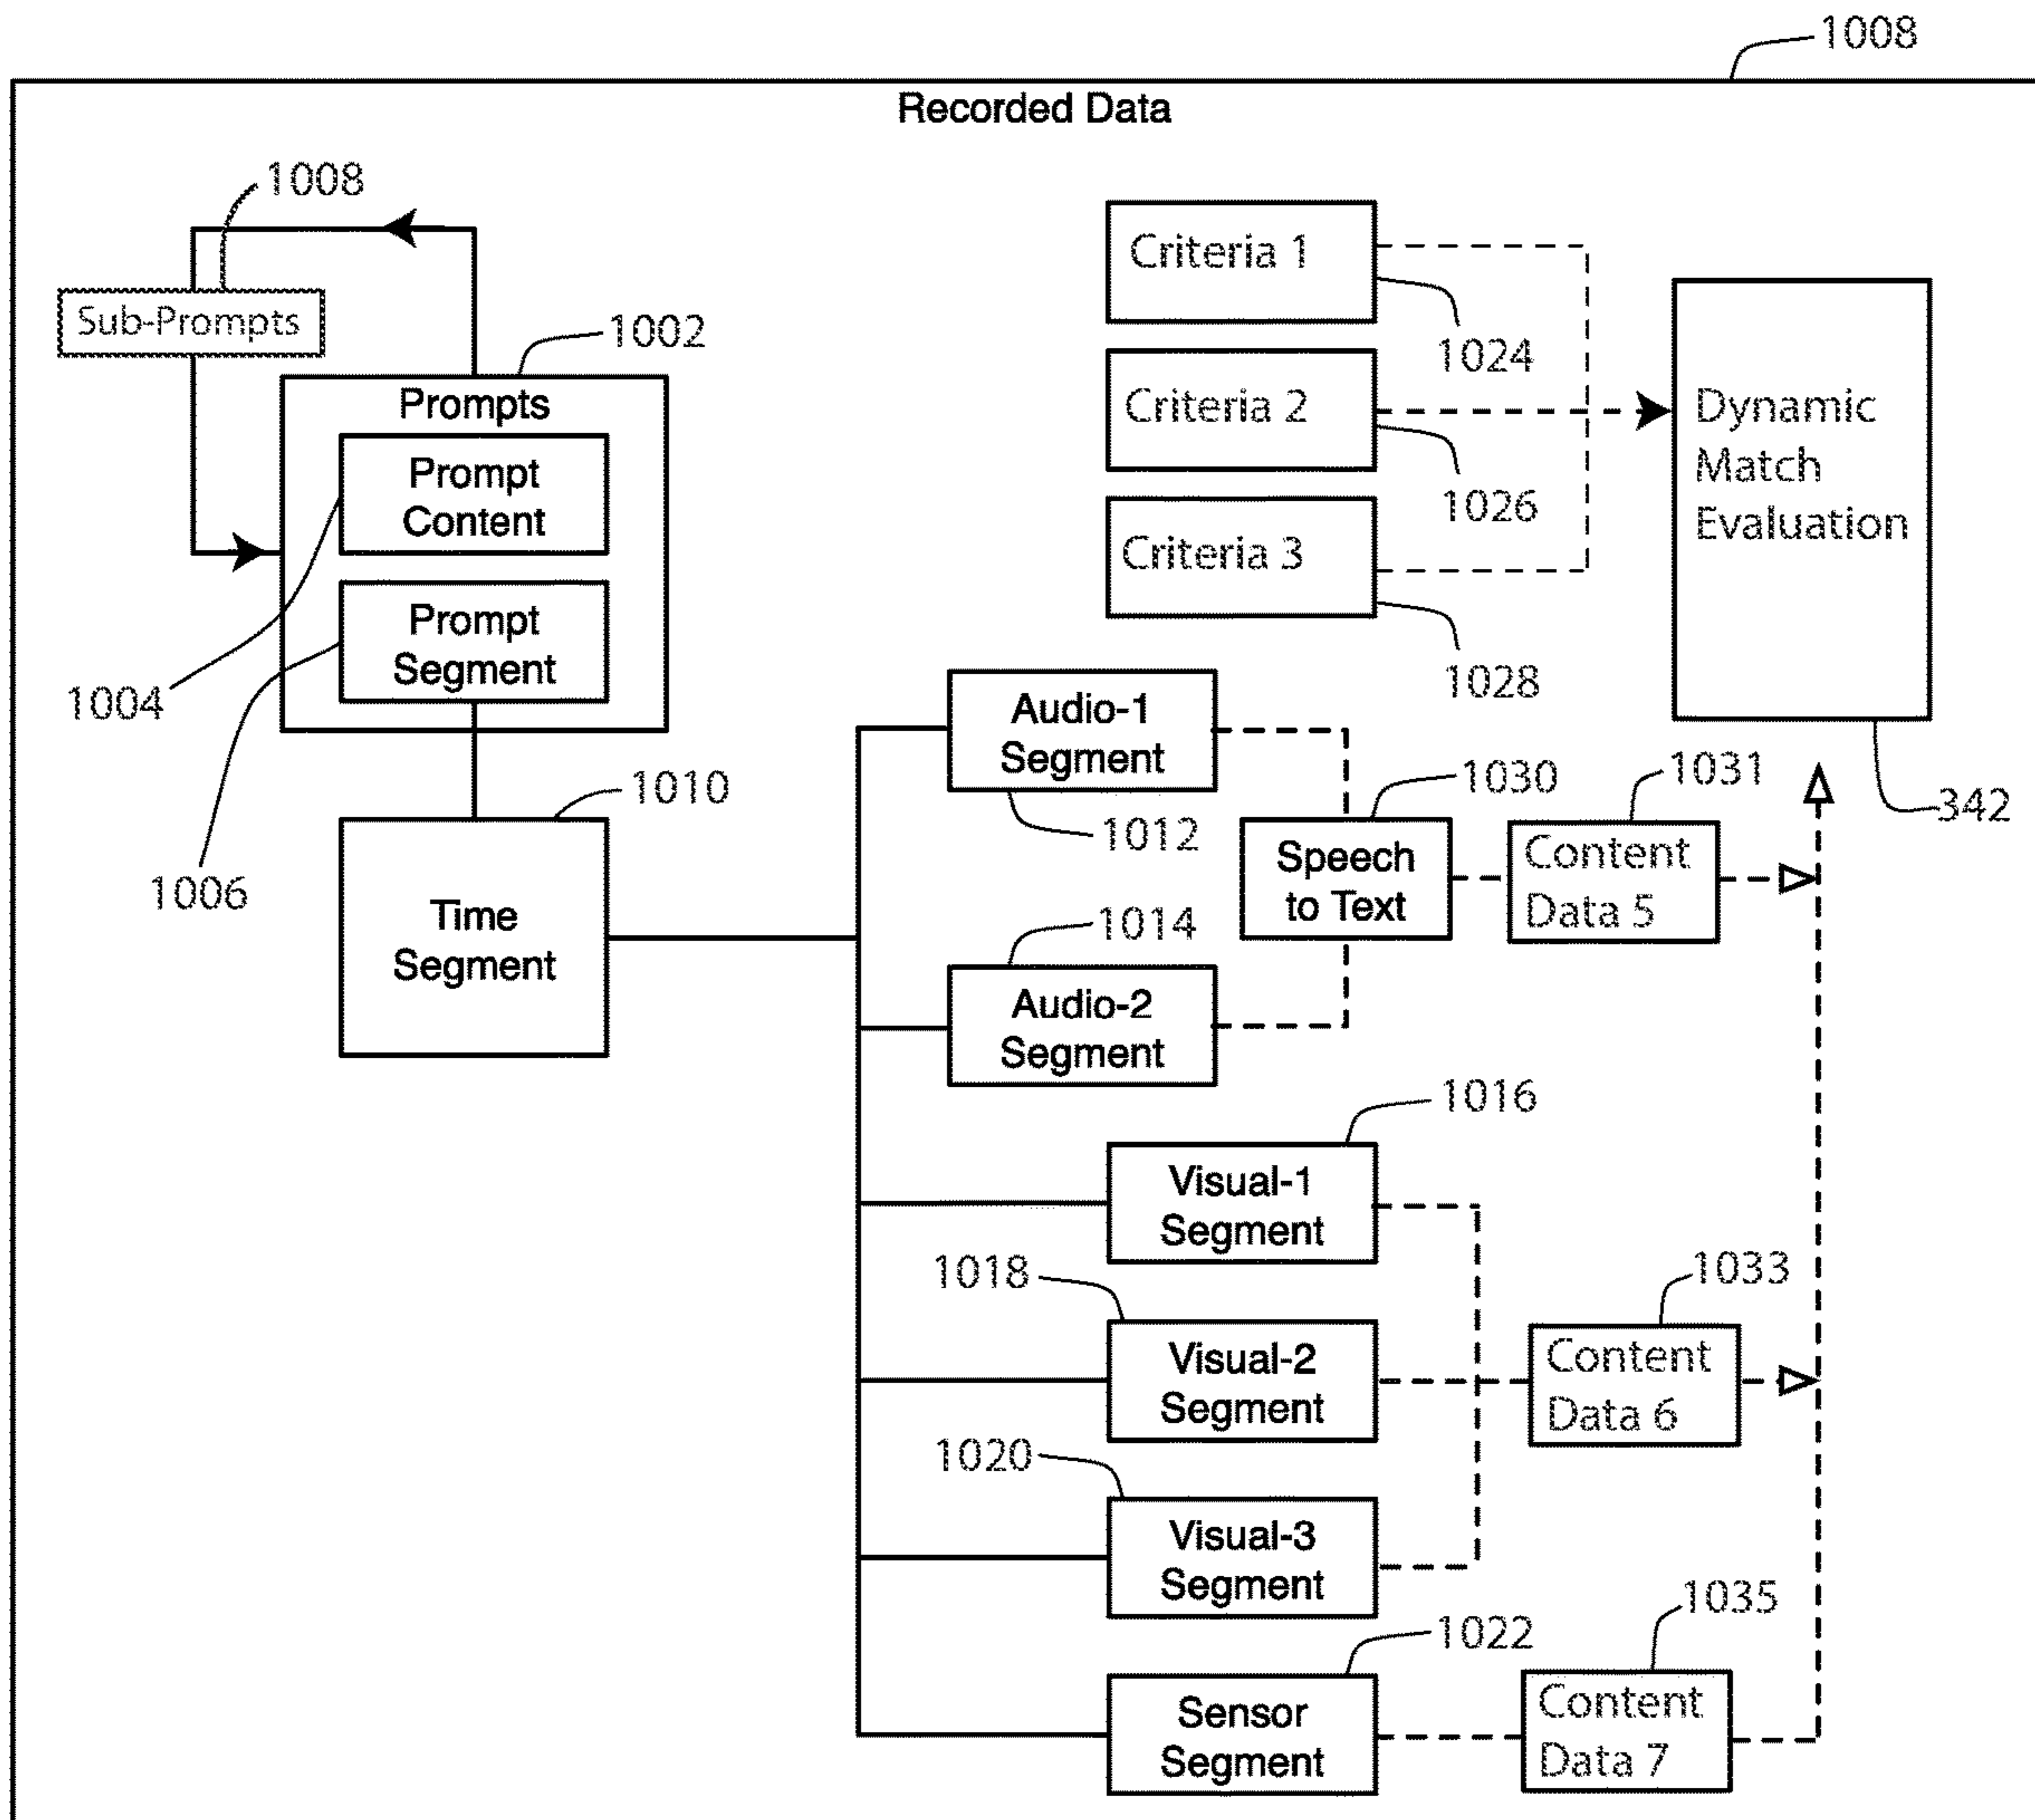 1008
Recorded Data
1008
Sub-Prompts
1002
Prompts
Prompt
Content
Prompt
Segment
1004
1006
1010
Time
Segment
Criteria 1
1024
Criteria 2
1026
Criteria 3
1028
Dynamic
Match
Evaluation
342
Audio-1
Segment
1012
1014
Audio-2
Segment
1030
Speech
to Text
1031
Content
Data 5
1016
Visual-1
Segment
1018
Visual-2
Segment
1020
Visual-3
Segment
1033
Content
Data 6
1022
Sensor
Segment
1035
Content
Data 7